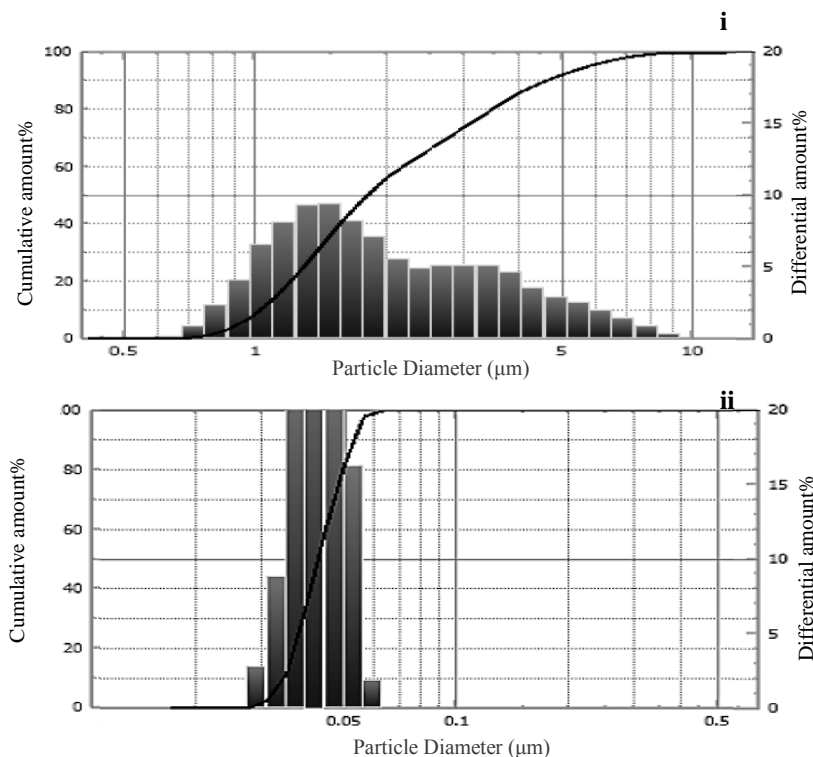 i
100 20
80 15
60
10
40
5
20
0 0
0.5 1 5 10
Cumulative amount%
Differential amount%
Particle Diameter (μm)
ii
00 20
80 15
60
10
40
5
20
0 0
0.05 0.1 0.5
Cumulative amount%
Differential amount%
Particle Diameter (μm)